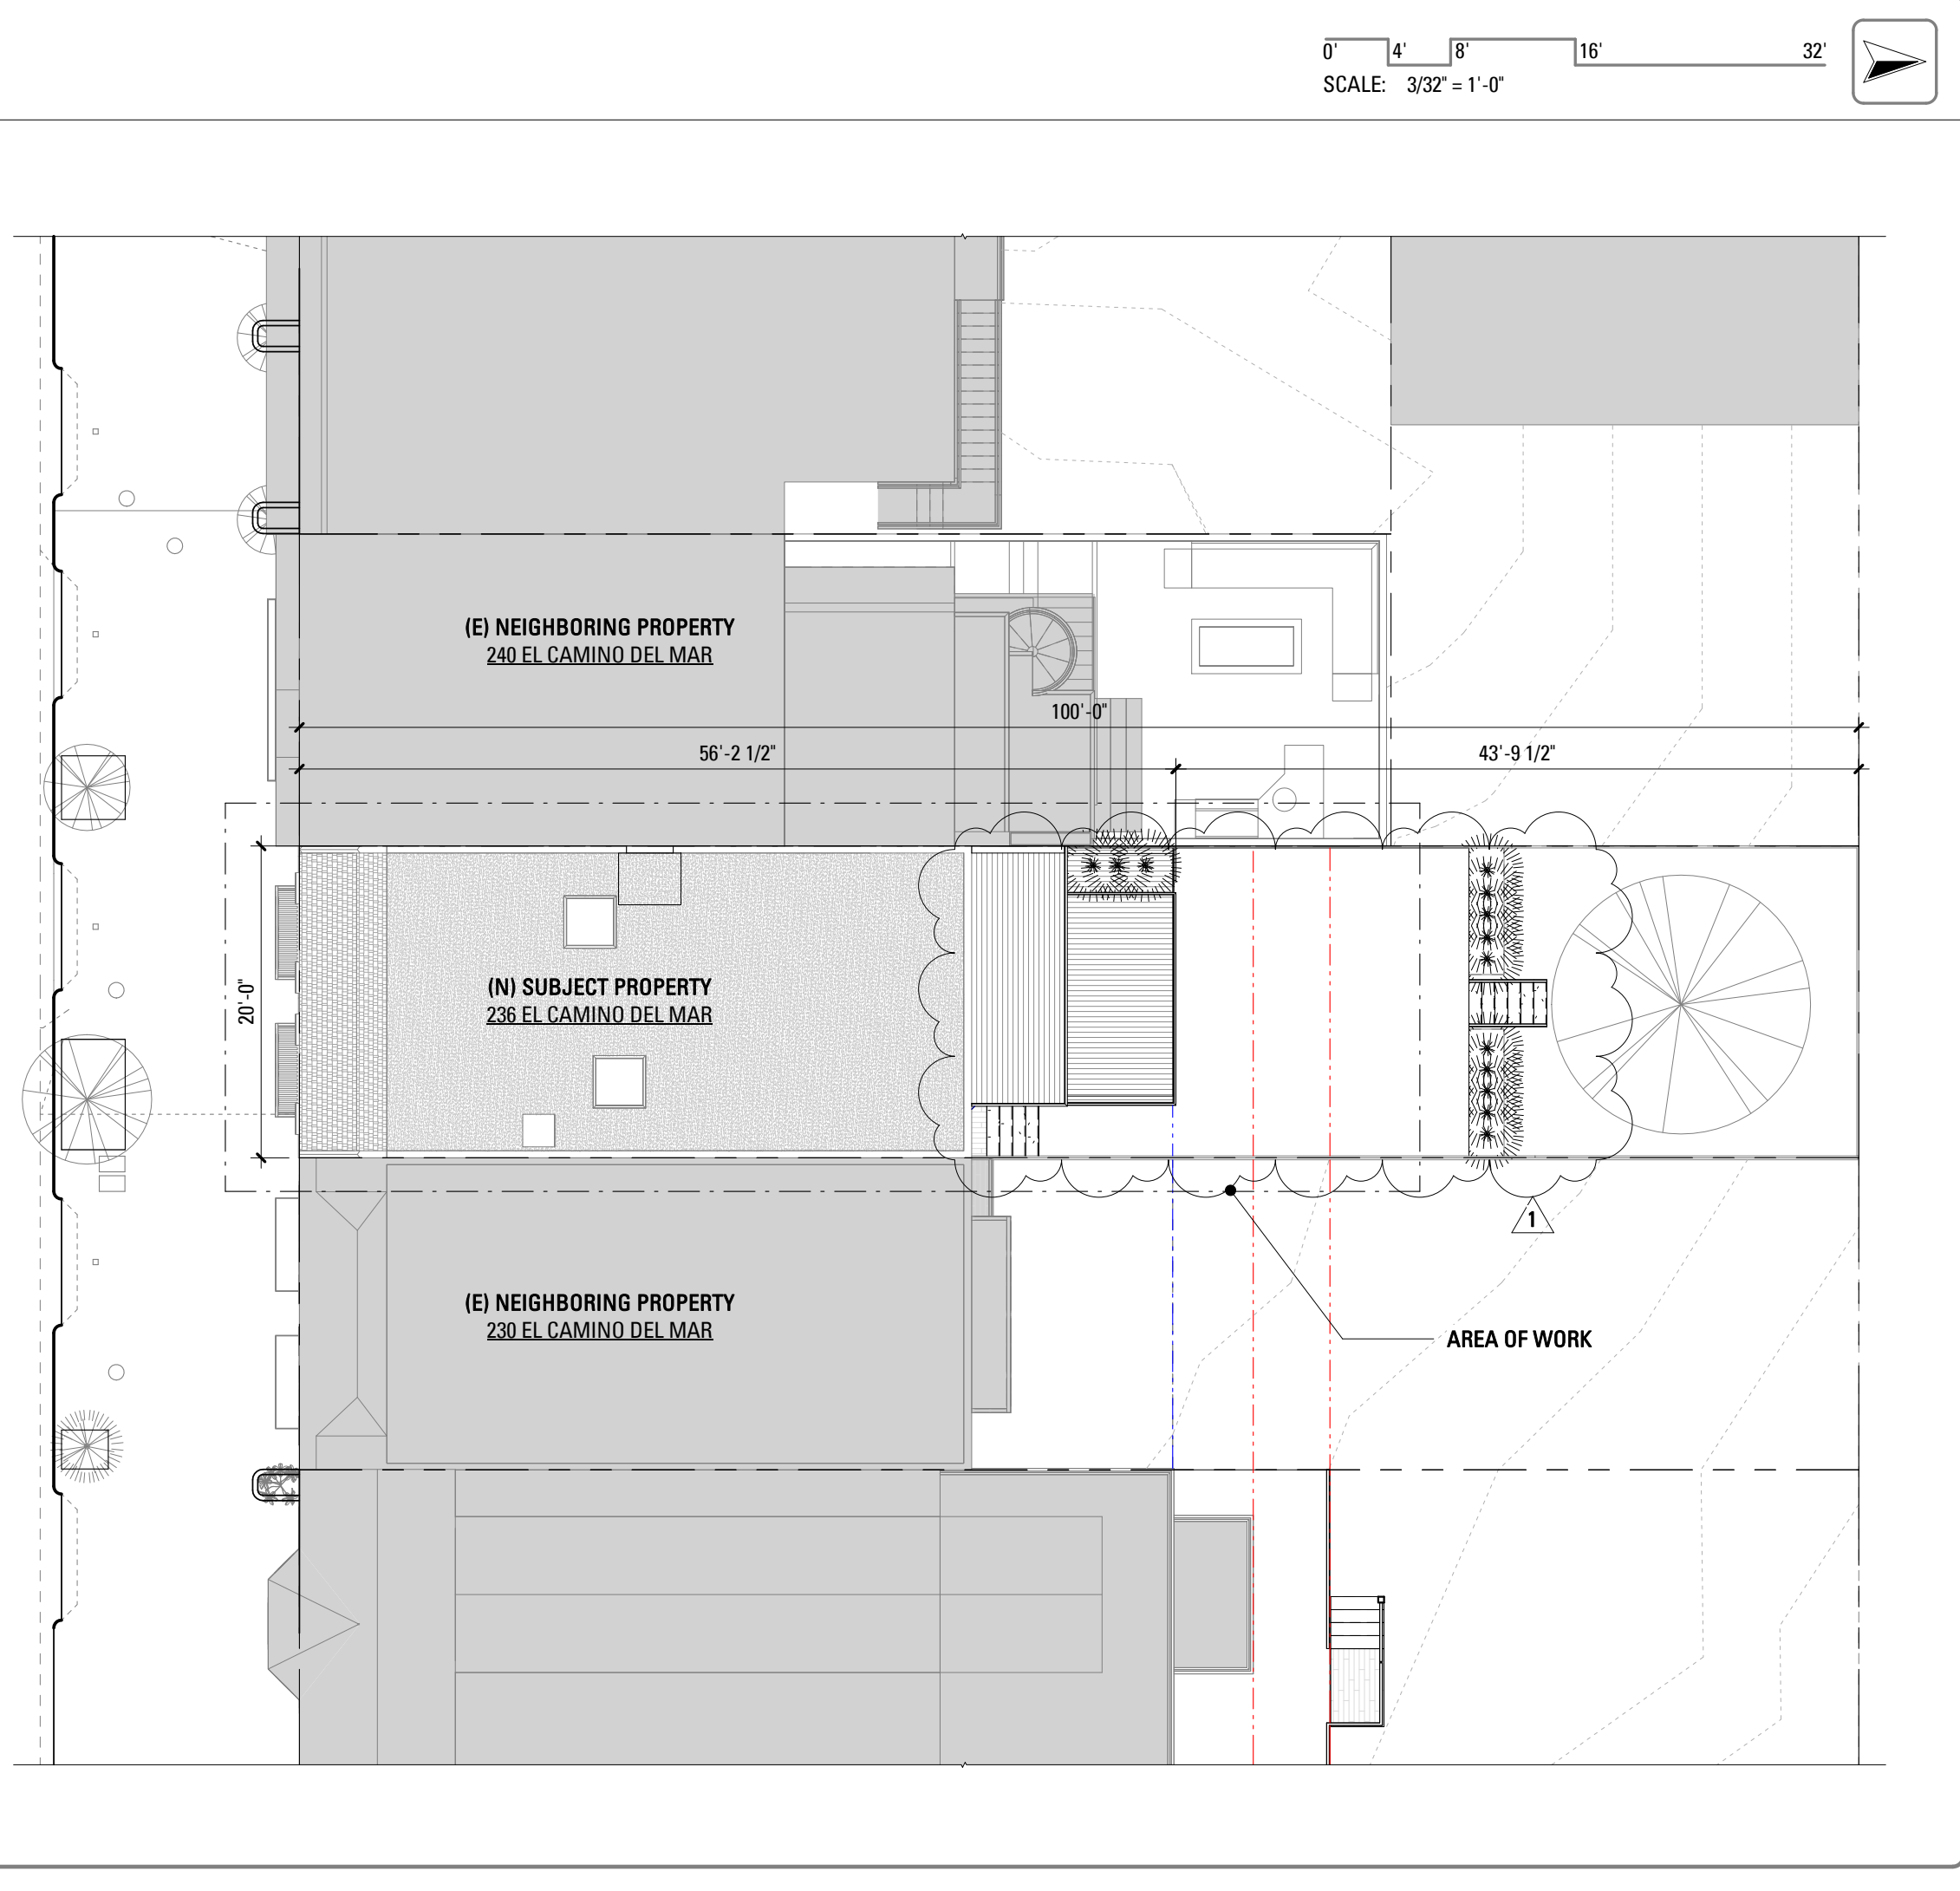 0' 4' 8' 16' 32'
SCALE: 3/32" = 1'-0"
(E) NEIGHBORING PROPERTY
240 EL CAMINO DEL MAR
100'-0"
56'-2 1/2"
43'-9 1/2"
20'-0"
(N) SUBJECT PROPERTY
236 EL CAMINO DEL MAR
1
(E) NEIGHBORING PROPERTY
230 EL CAMINO DEL MAR
AREA OF WORK